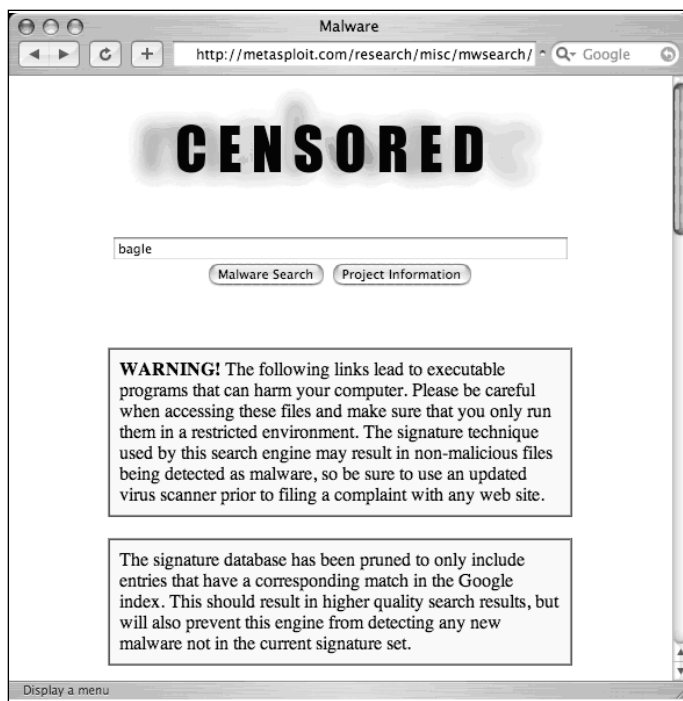 Malware
http://metasploit.com/research/misc/mwsearch/
Google
CENSORED
bagle
Malware Search
Project Information
WARNING! The following links lead to executable
programs that can harm your computer. Please be careful
when accessing these files and make sure that you only run
them in a restricted environment. The signature technique
used by this search engine may result in non-malicious files
being detected as malware, so be sure to use an updated
virus scanner prior to filing a complaint with any web site.
The signature database has been pruned to only include
entries that have a corresponding match in the Google
index. This should result in higher quality search results, but
will also prevent this engine from detecting any new
malware not in the current signature set.
Display a menu